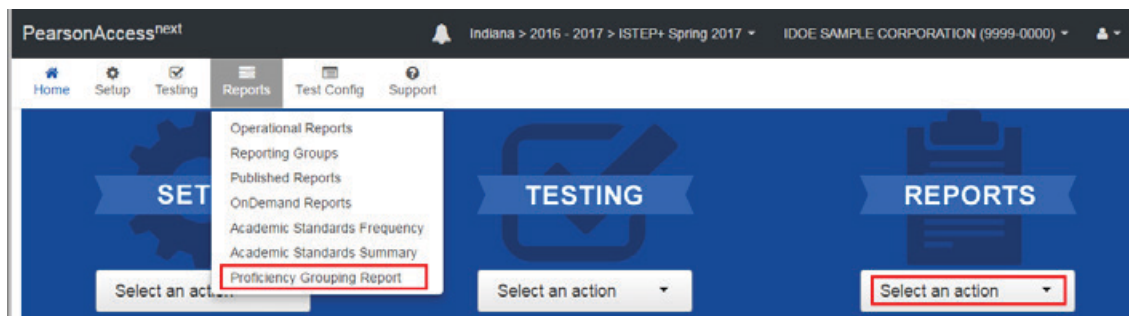 PearsonAccessnext Indiana > 2016 - 2017 > ISTEP+ Spring 2017 IDOE SAMPLE CORPORATION (9999-0000)
Home Setup Testing Reports Test Config Support
Operational Reports
Reporting Groups
Published Reports
OnDemand Reports
Academic Standards Frequency
Academic Standards Summary
Proficiency Grouping Report
SET
TESTING
REPORTS
Select an act
Select an action
Select an action